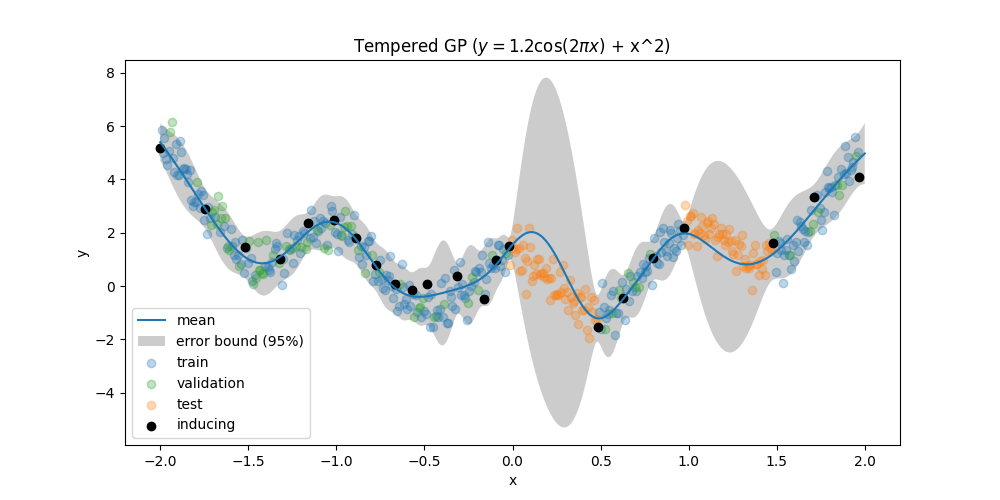 Tempered GP (y = 1.2cos(2πx) + x^2)
y
8
6
4
2
0
−2
−4
mean
error bound (95%)
train
validation
test
inducing
−2.0 −1.5 −1.0 −0.5 0.0 0.5 1.0 1.5 2.0
x